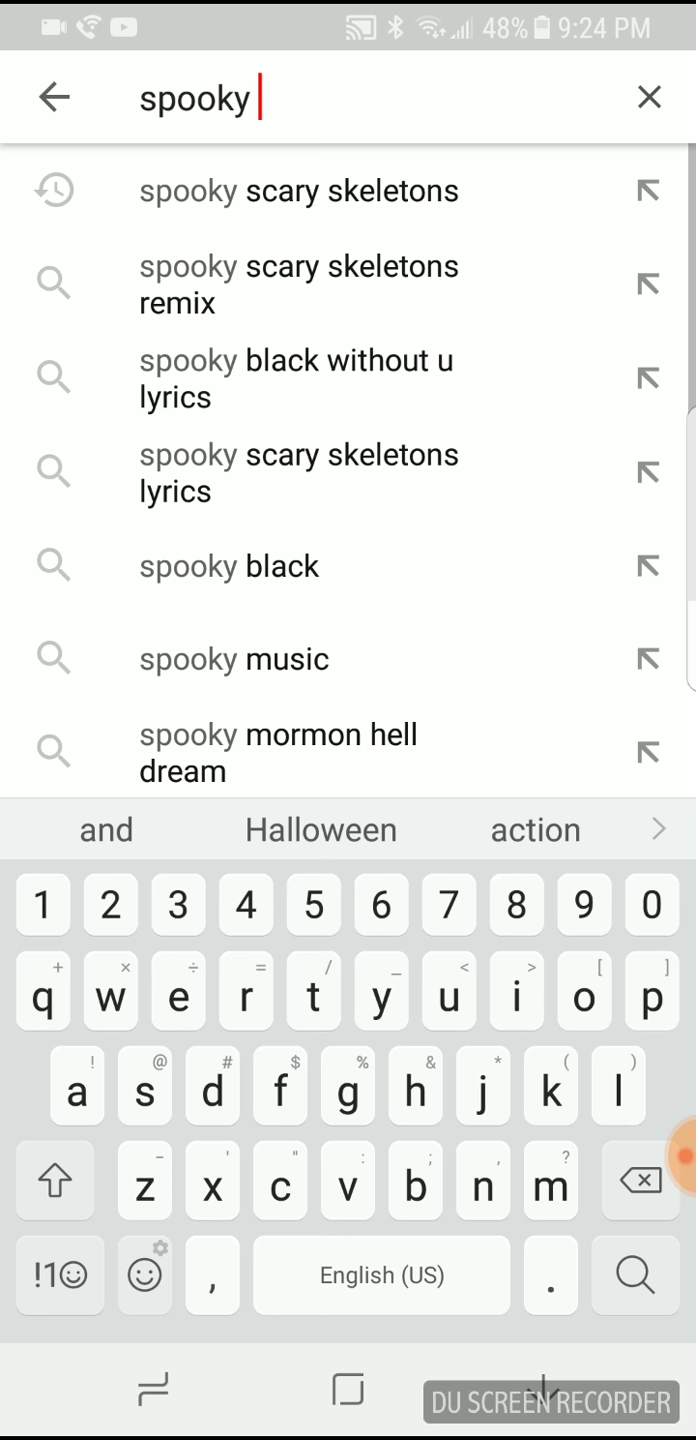 48% 9:24 PM
spooky
spooky scary skeletons
spooky scary skeletons
remix
spooky black without u
lyrics
spooky scary skeletons
lyrics
spooky black
spooky music
spooky mormon hell
dream
and Halloween action
1 2 3 4 5 6 7 8 9 0
+ × ÷ = / _ < > [ ]
q w e r t y u i o p
! @ # $ % & * ( )
a s d f g h j k l
- ' " : ; , ?
z x c v b n m
!1☺ , English (US) .
DU SCREEN RECORDER